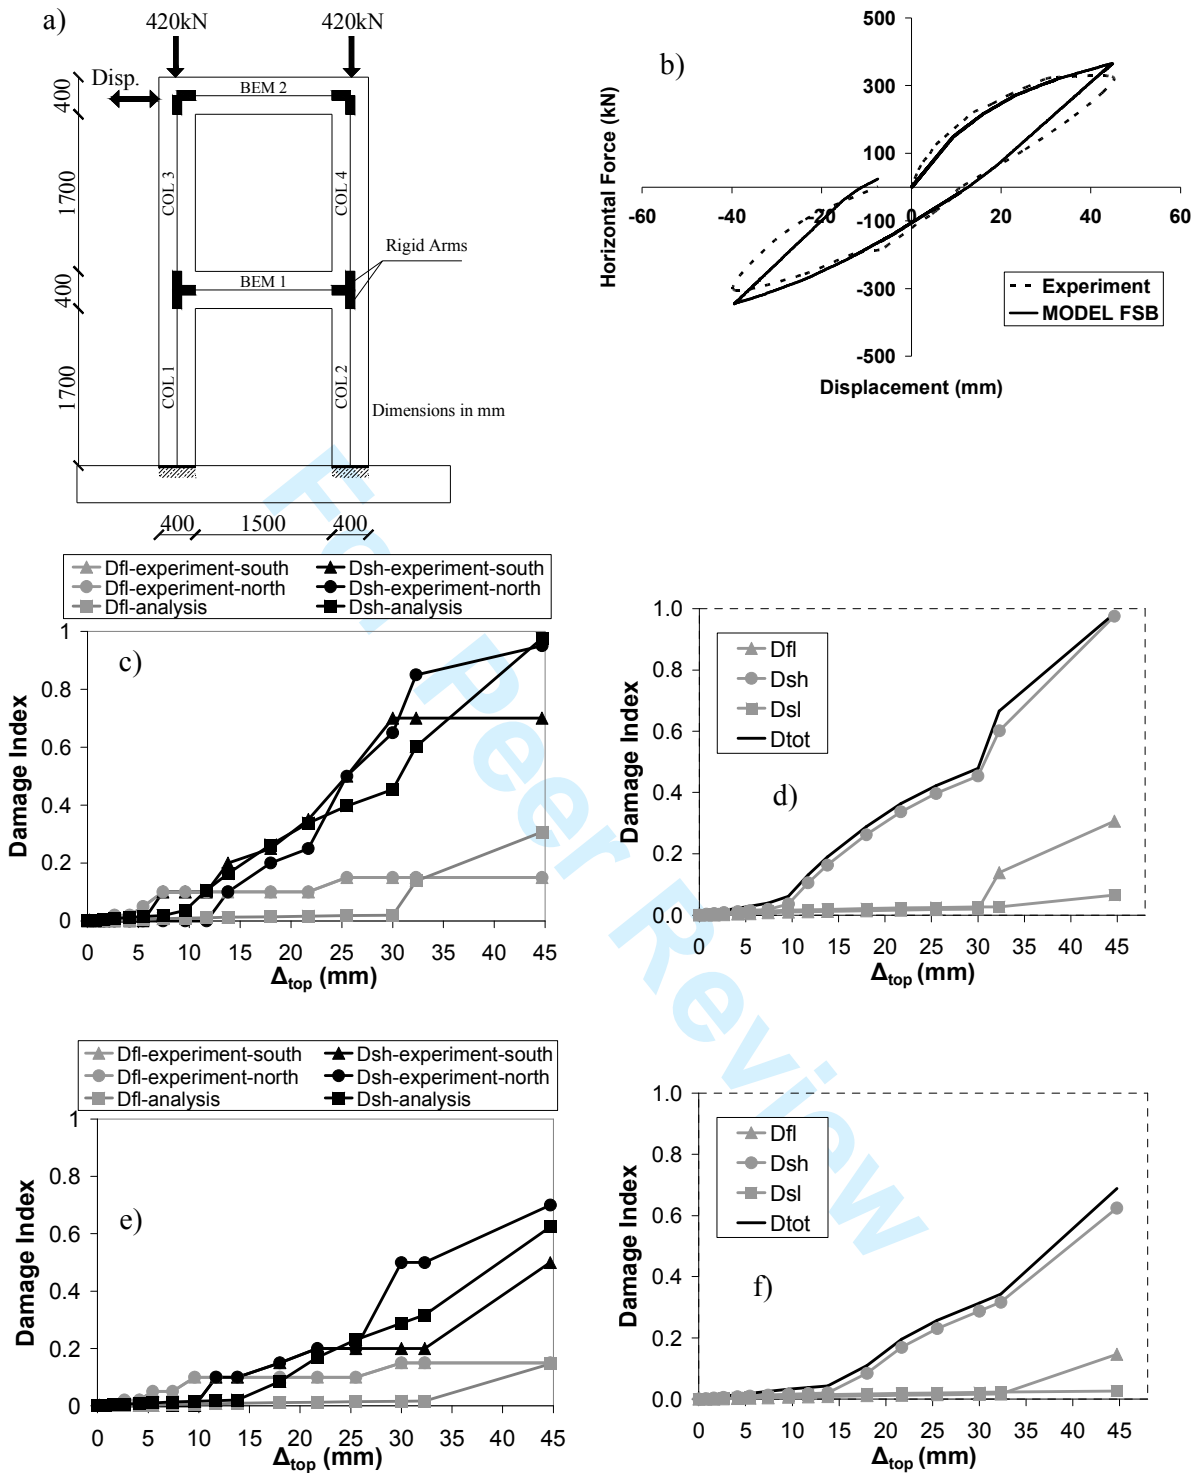 a)
420kN
420kN
Disp.
BEM 2
400
COL 3
COL 4
1700
Rigid Arms
BEM 1
400
COL 1
COL 2
1700
Dimensions in mm
400
1500
400
b)
Horizontal Force (kN)
500
300
100
-60
-40
-20
0
20
40
60
-100
-300
-500
Experiment
MODEL FSB
Displacement (mm)
Dfl-experiment-south
Dsh-experiment-south
Dfl-experiment-north
Dsh-experiment-north
Dfl-analysis
Dsh-analysis
c)
Damage Index
1
0.8
0.6
0.4
0.2
0
0 5 10 15 20 25 30 35 40 45
Δtop (mm)
d)
Dfl
Dsh
Dsl
Dtot
Damage Index
1.0
0.8
0.6
0.4
0.2
0.0
0 5 10 15 20 25 30 35 40 45
Δtop (mm)
Dfl-experiment-south
Dsh-experiment-south
Dfl-experiment-north
Dsh-experiment-north
Dfl-analysis
Dsh-analysis
e)
Damage Index
1
0.8
0.6
0.4
0.2
0
0 5 10 15 20 25 30 35 40 45
Δtop (mm)
f)
Dfl
Dsh
Dsl
Dtot
Damage Index
1.0
0.8
0.6
0.4
0.2
0.0
0 5 10 15 20 25 30 35 40 45
Δtop (mm)
For Peer Review